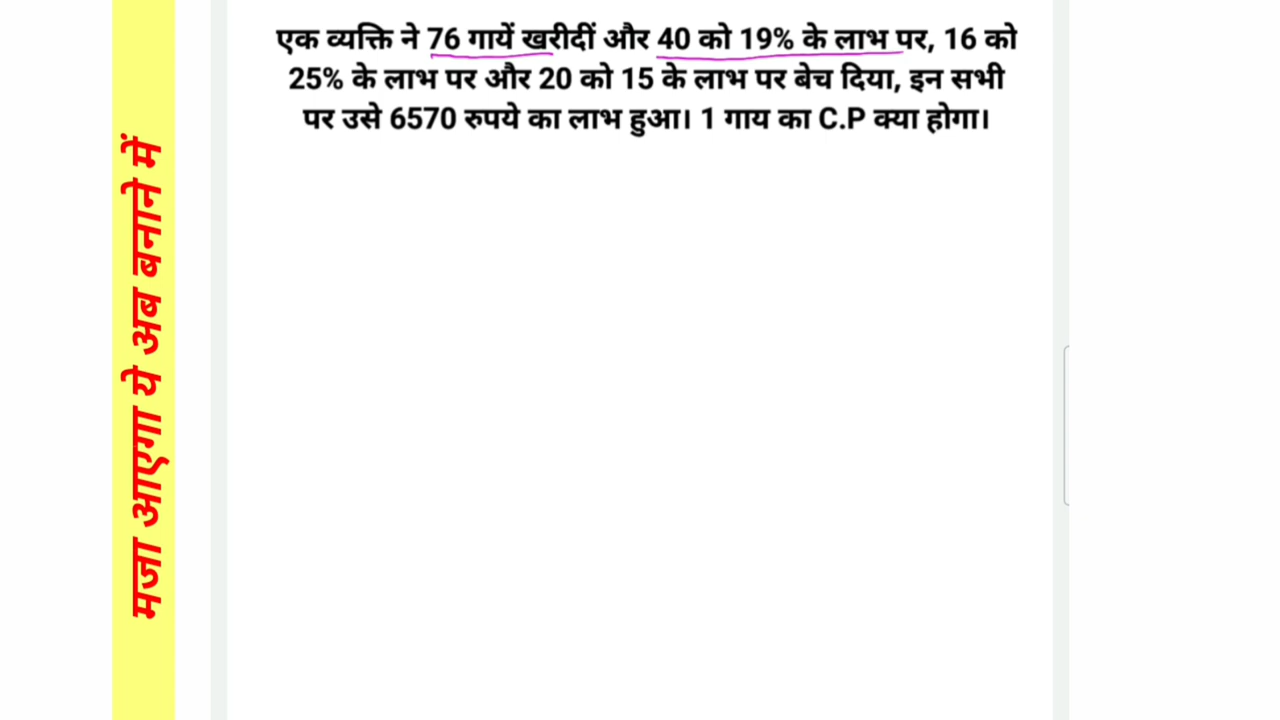 एक व्यक्ति ने 76 गायें खरीदीं और 40 को 19% के लाभ पर, 16 को
25% के लाभ पर और 20 को 15 के लाभ पर बेच दिया, इन सभी
पर उसे 6570 रुपये का लाभ हुआ। 1 गाय का C.P क्या होगा।
मजा आएगा ये अब बनाने में